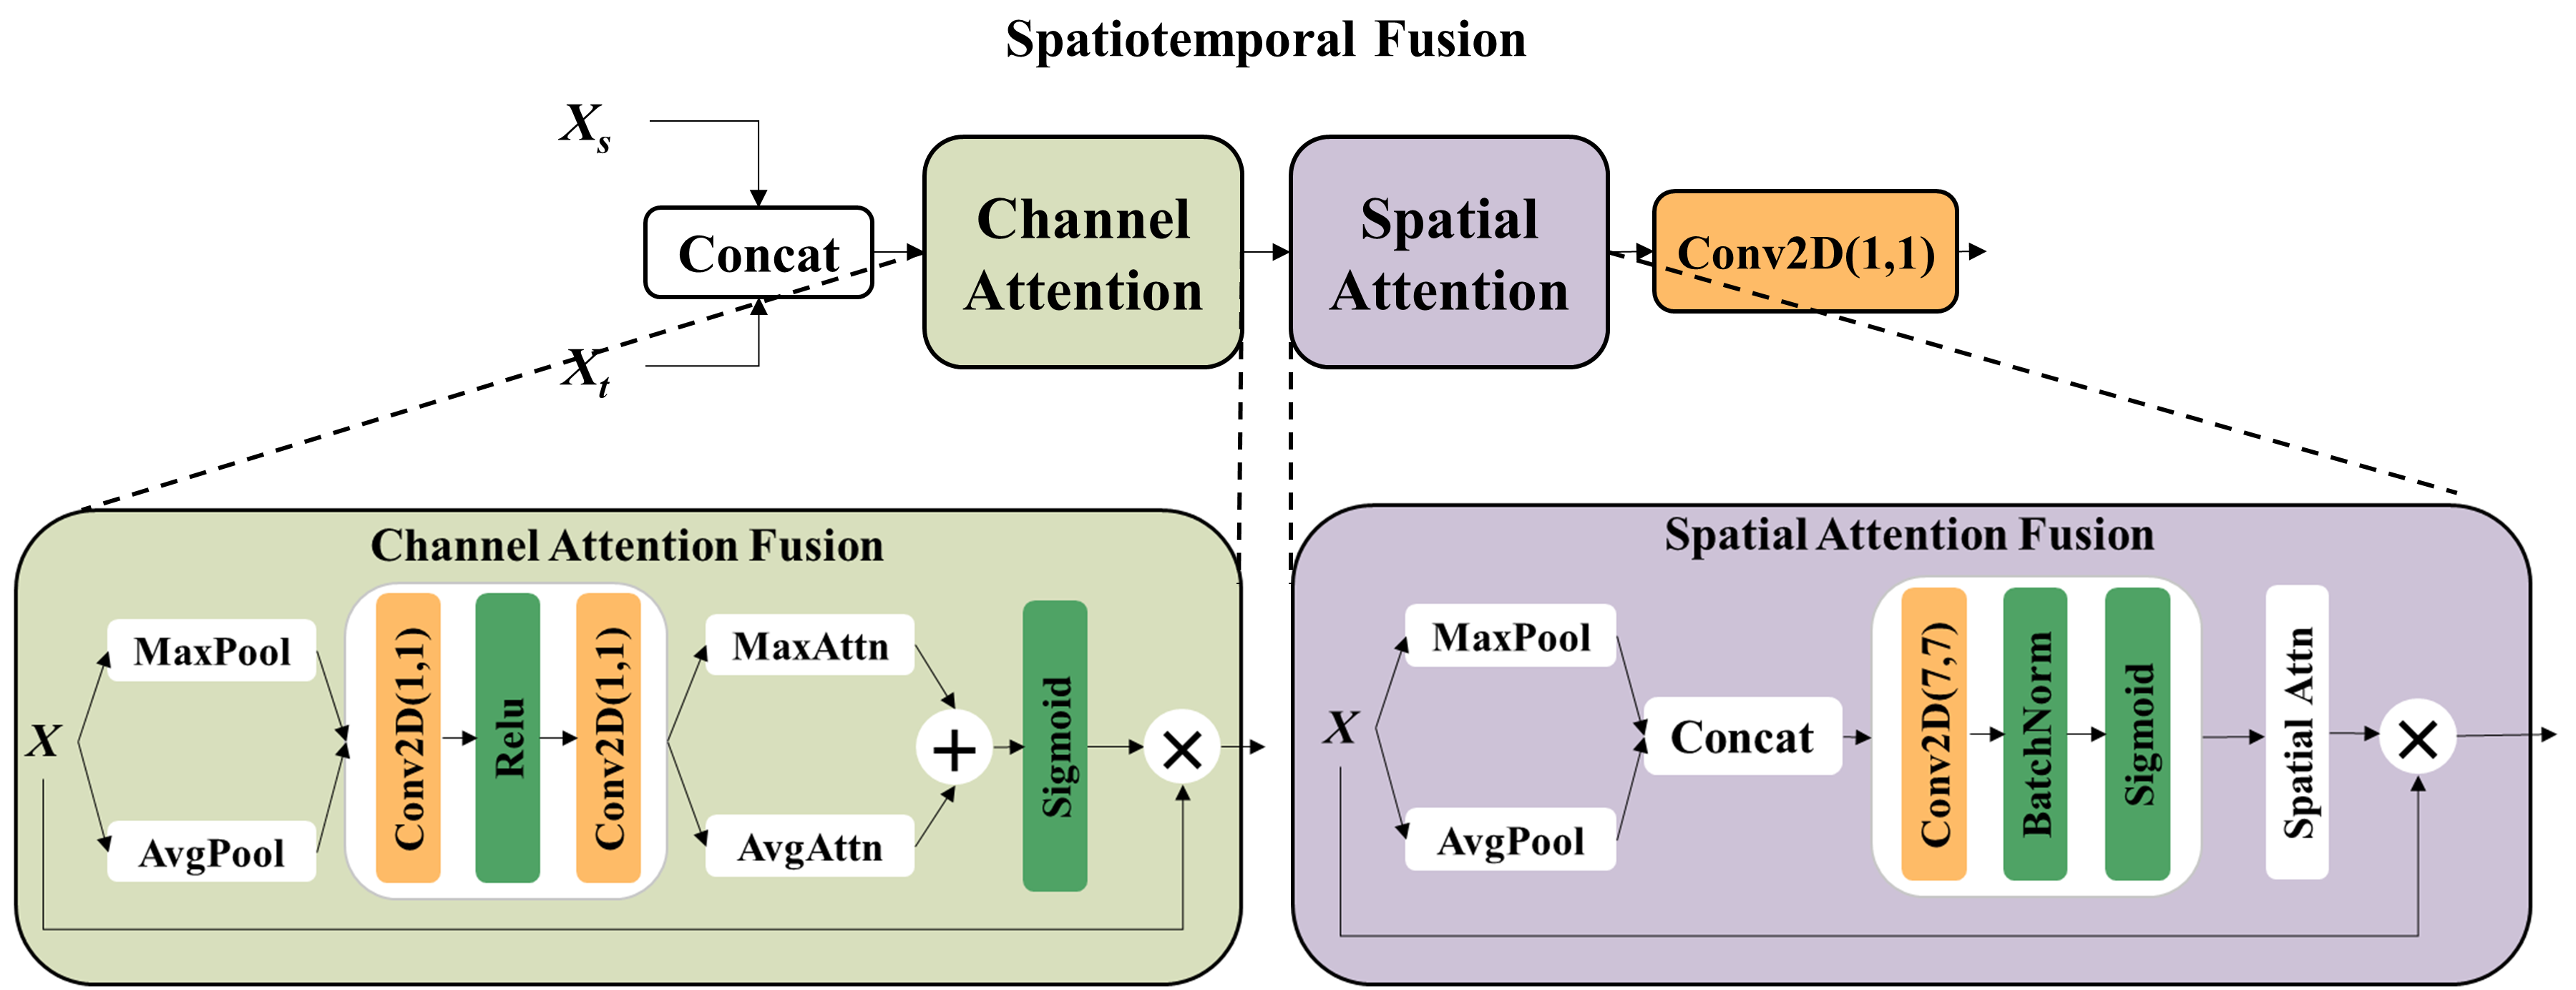 Spatiotemporal Fusion
Xs
Concat
Xt
Channel
Attention
Spatial
Attention
Conv2D(1,1)
Channel Attention Fusion
X
MaxPool
AvgPool
Conv2D(1,1)
Relu
Conv2D(1,1)
MaxAttn
AvgAttn
+
Sigmoid
×
Spatial Attention Fusion
X
MaxPool
AvgPool
Concat
Conv2D(7,7)
BatchNorm
Sigmoid
Spatial Attn
×